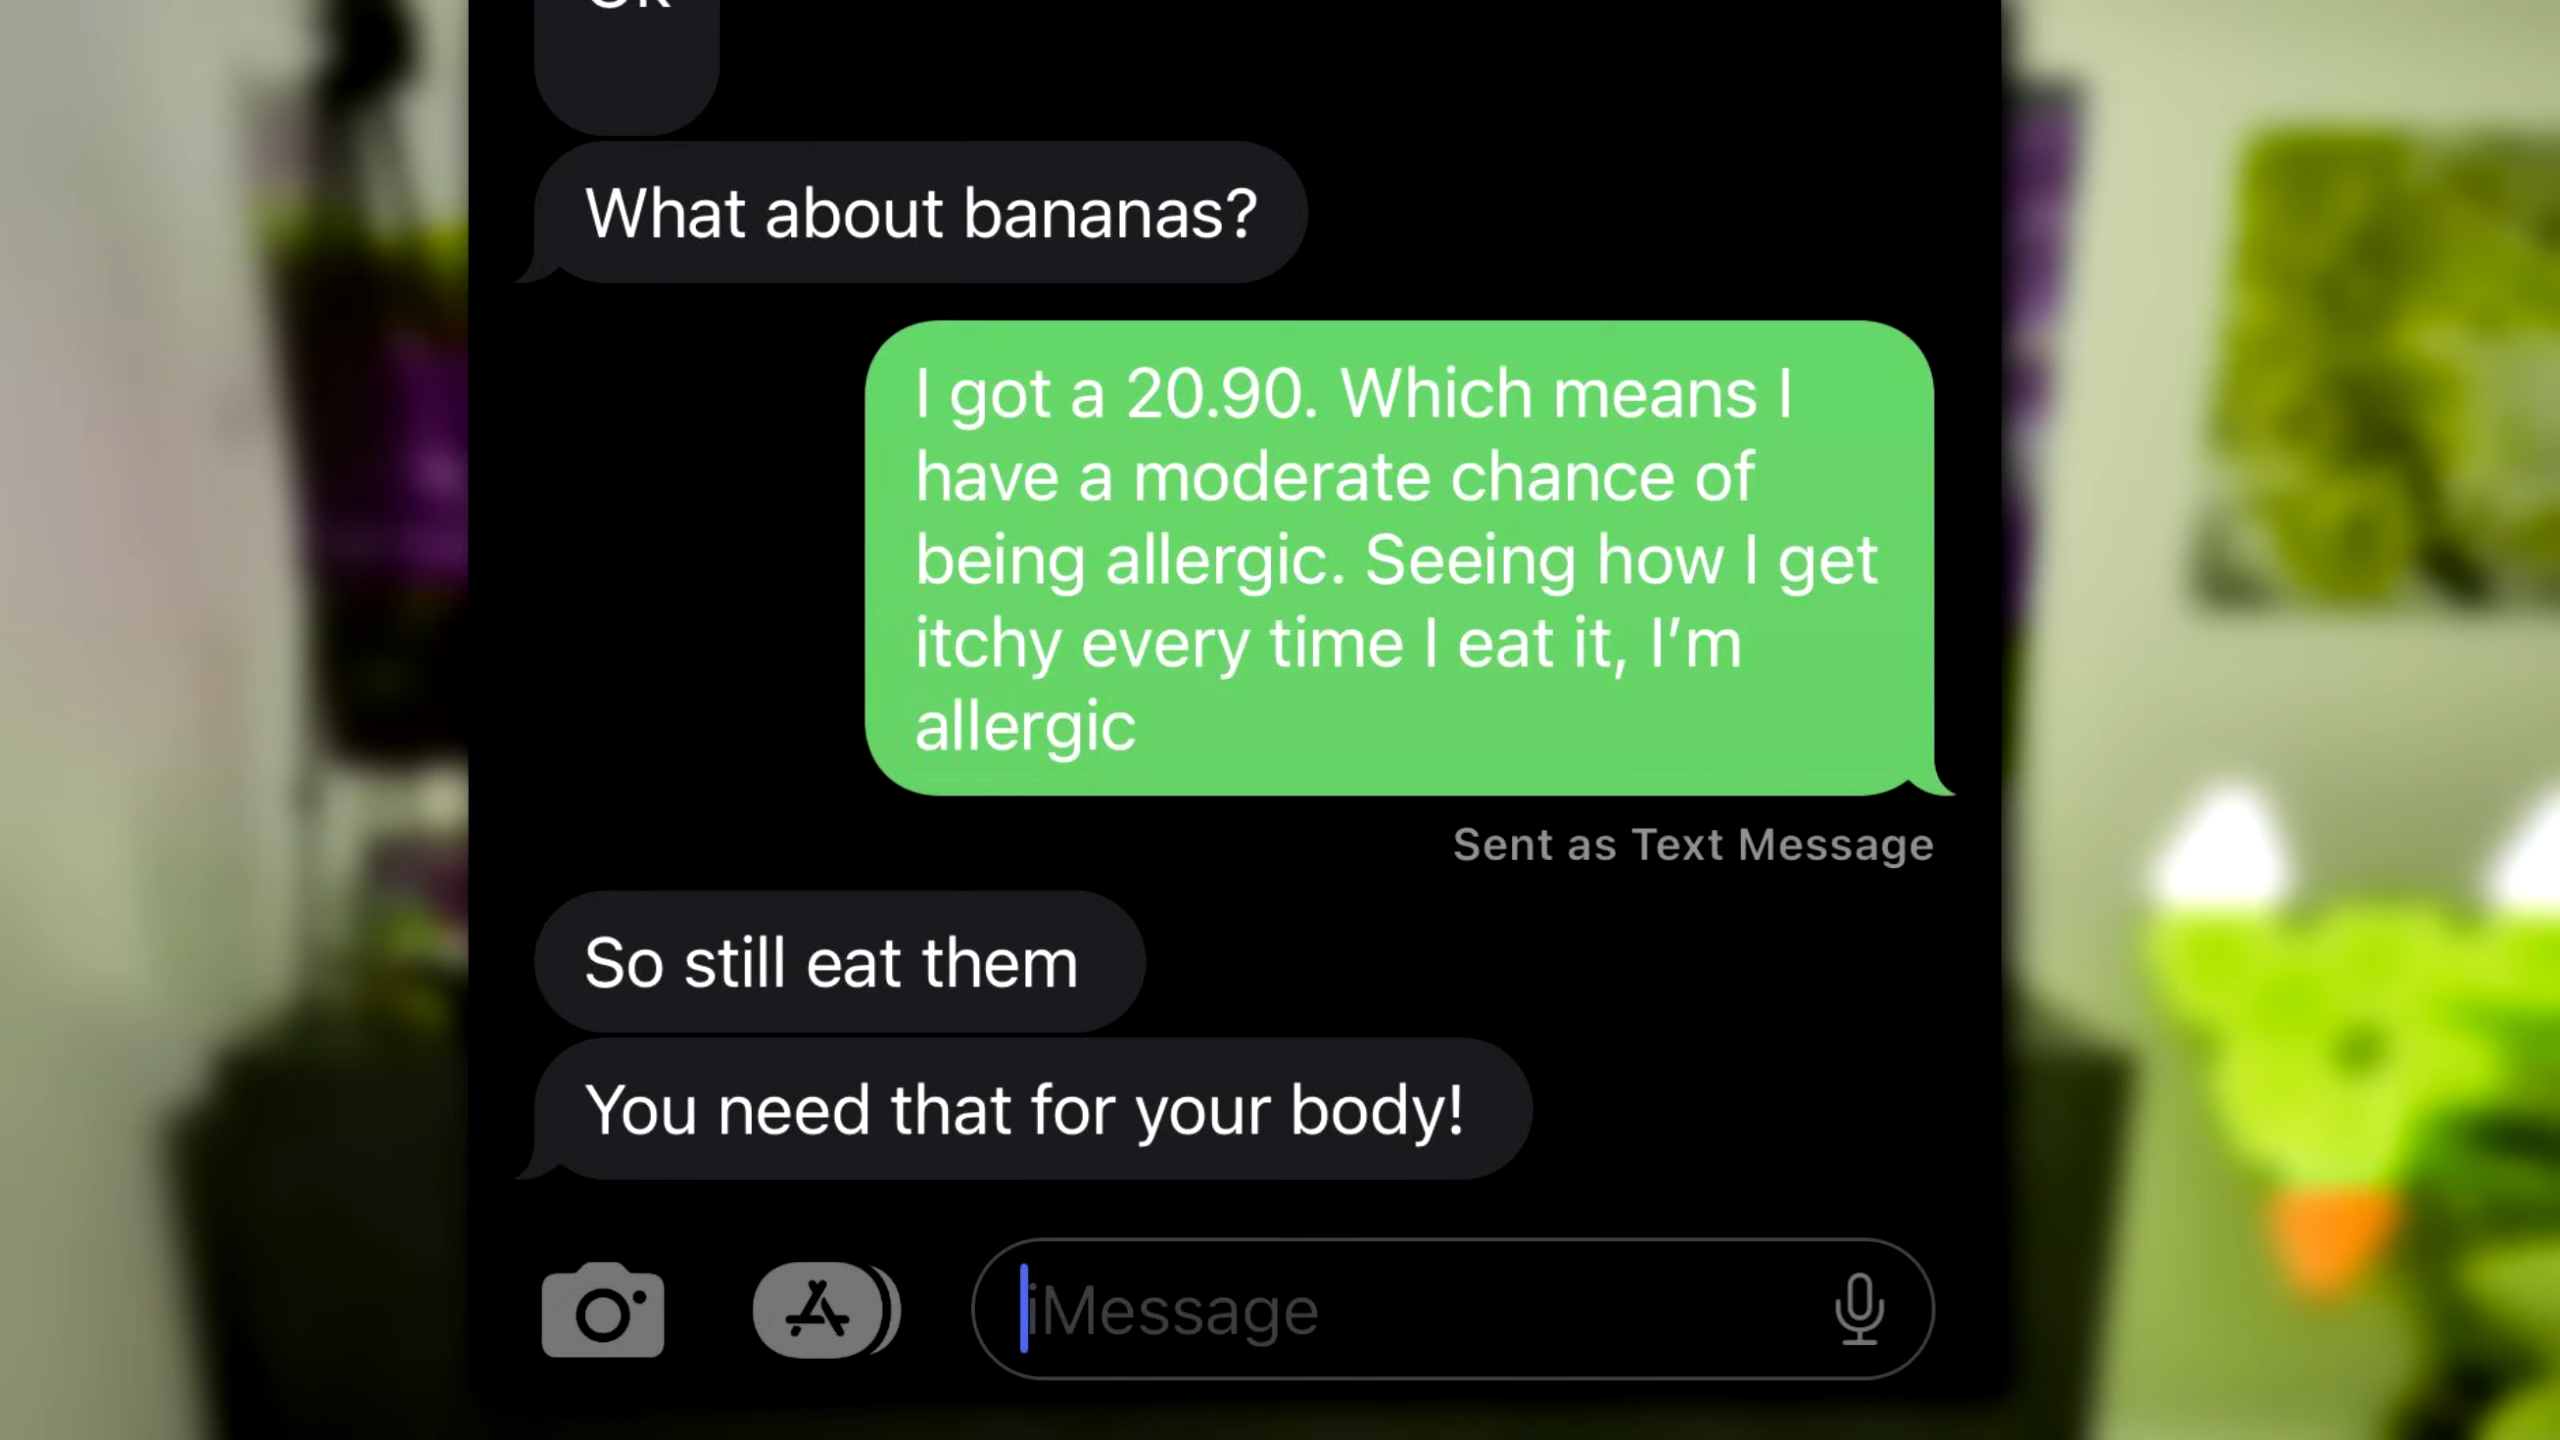 What about bananas?
I got a 20.90. Which means I
have a moderate chance of
being allergic. Seeing how I get
itchy every time I eat it, I’m
allergic
Sent as Text Message
So still eat them
You need that for your body!
iMessage